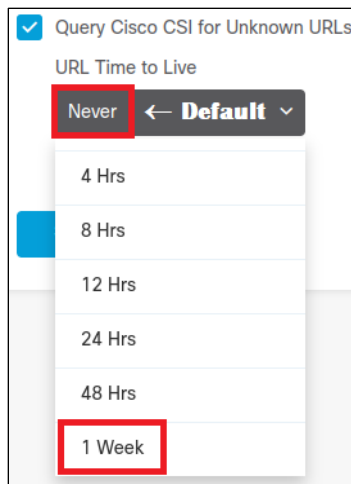 Query Cisco CSI for Unknown URLs
URL Time to Live
Never ← Default
4 Hrs
8 Hrs
12 Hrs
24 Hrs
48 Hrs
1 Week